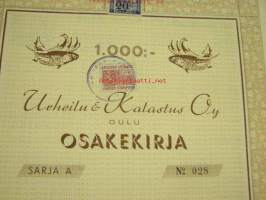 1.000:-
Urheilu & Kalastus Oy
OULU
OSAKEKIRJA
SARJA A
No 028